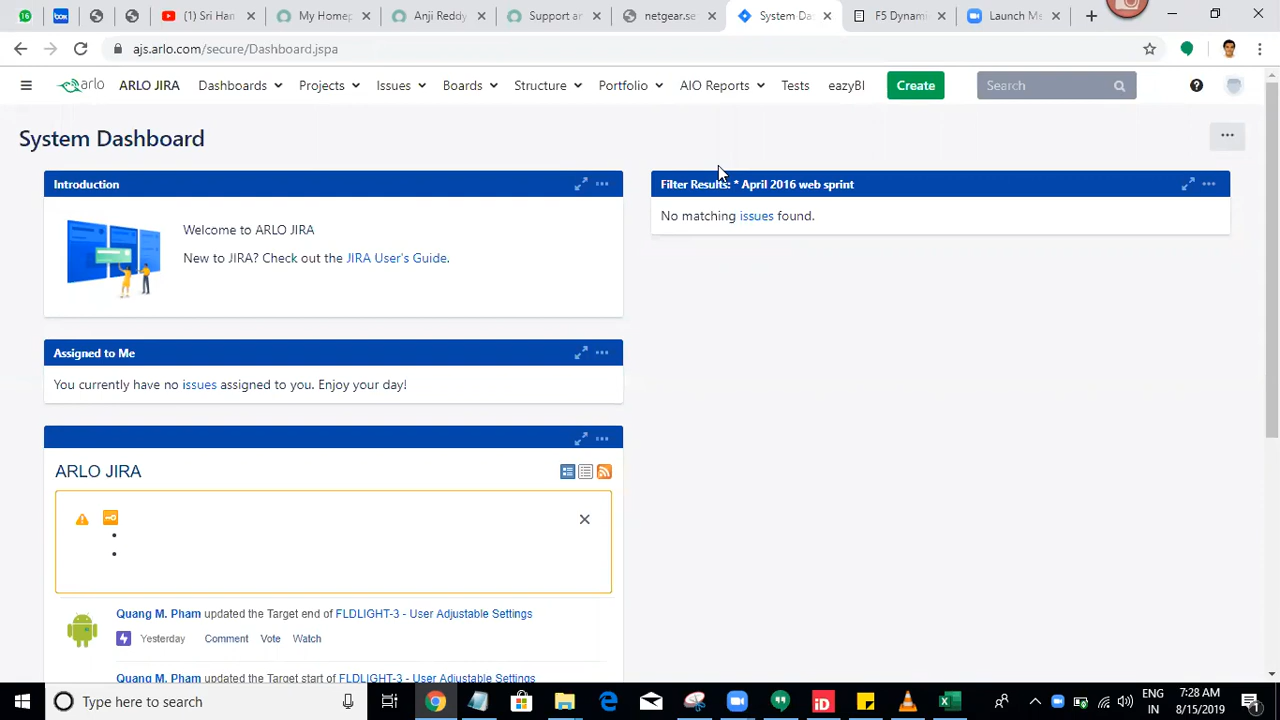 (1) Sri Han
My Homep
Anji Reddy
Support an
netgear.se
System Das
F5 Dynami
Launch Me
ajs.arlo.com/secure/Dashboard.jspa
arlo ARLO JIRA Dashboards Projects Issues Boards Structure Portfolio AIO Reports Tests eazyBI Create Search
System Dashboard
Introduction
Welcome to ARLO JIRA
New to JIRA? Check out the JIRA User's Guide.
Filter Results: * April 2016 web sprint
No matching issues found.
Assigned to Me
You currently have no issues assigned to you. Enjoy your day!
ARLO JIRA
Quang M. Pham updated the Target end of FLDLIGHT-3 - User Adjustable Settings
Yesterday Comment Vote Watch
Quang M. Pham updated the Target start of FLDLIGHT-3 - User Adjustable Settings
Type here to search
ENG
IN
7:28 AM
8/15/2019